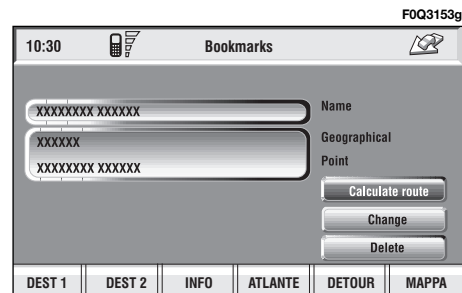 F0Q3153g
10:30 Bookmarks
XXXXXXXX XXXXXX Name
XXXXXX Geographical
XXXXXXXX XXXXXX Point
Calculate route
Change
Delete
DEST 1 DEST 2 INFO ATLANTE DETOUR MAPPA